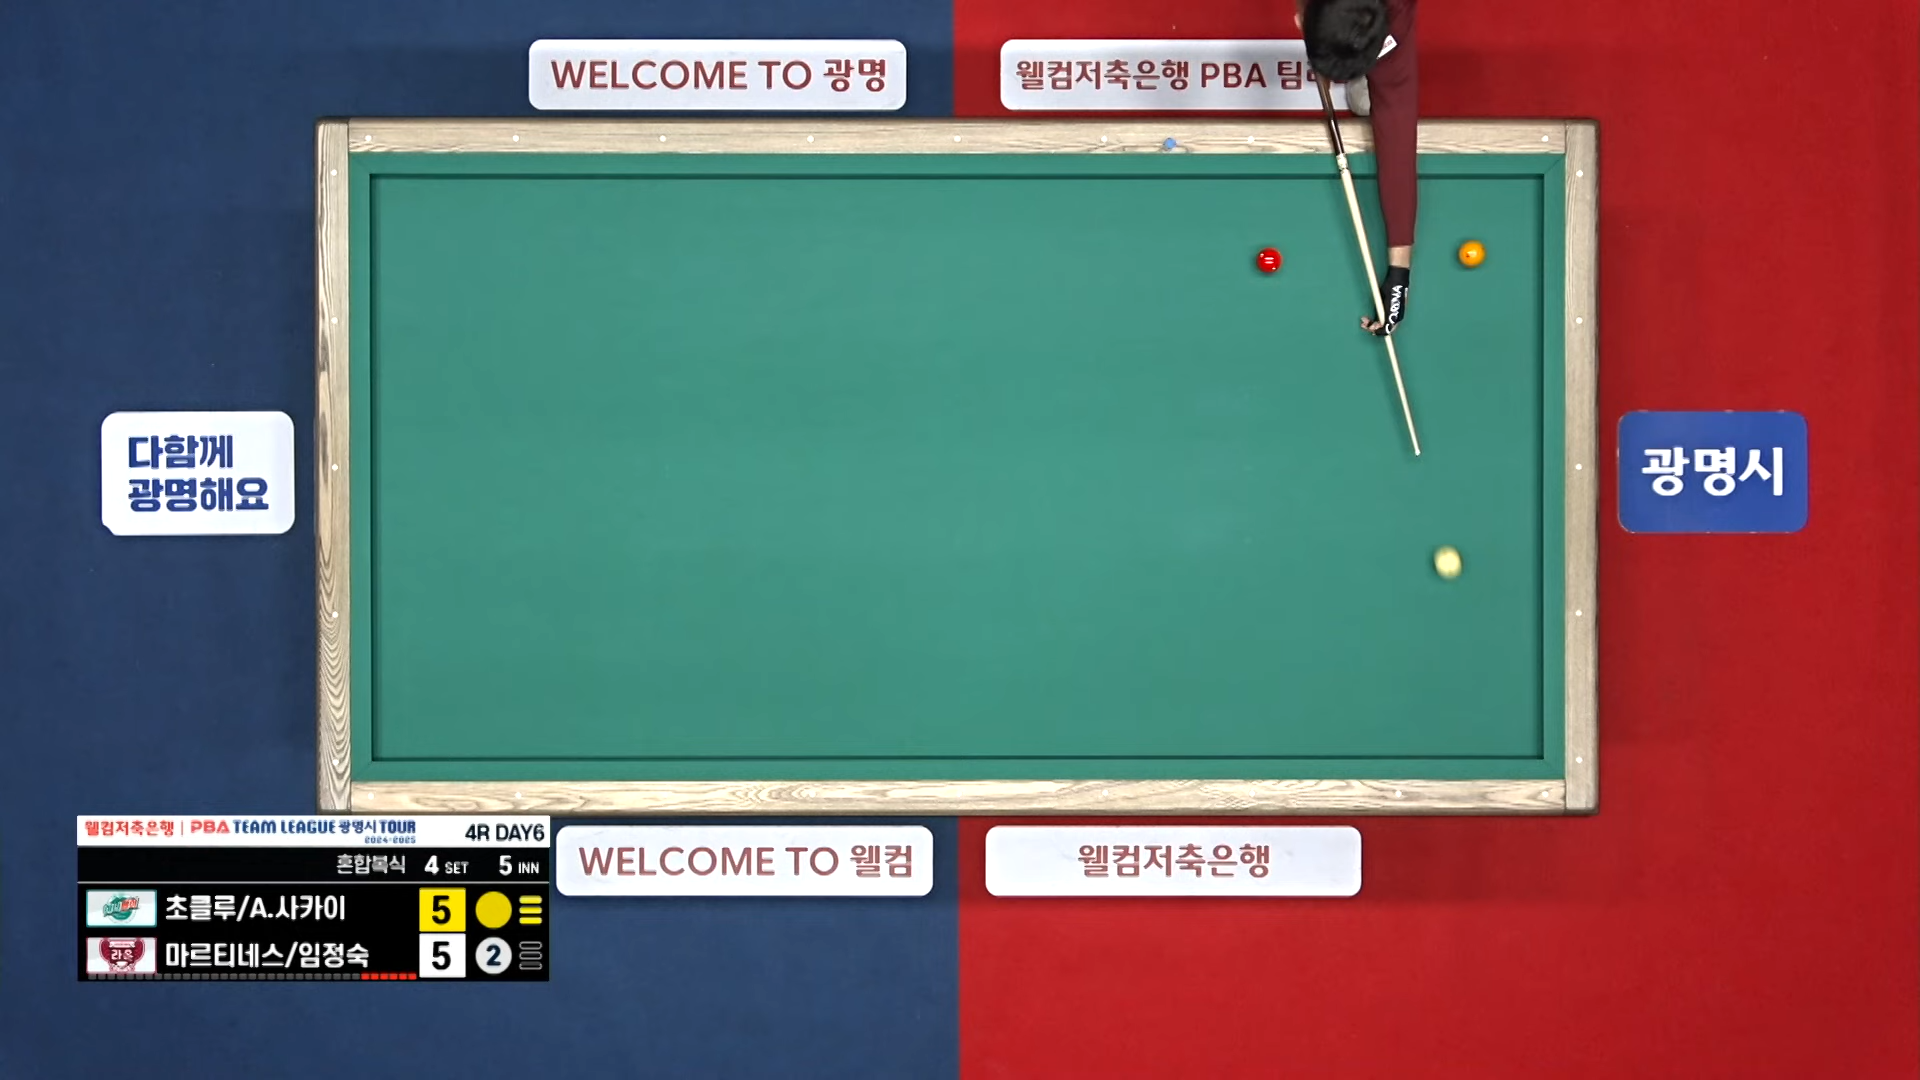 WELCOME TO 광명
웰컴저축은행 PBA 팀
다함께
광명해요
광명시
CORINA
웰컴저축은행 | PBA TEAM LEAGUE 광명시 TOUR
2024-2025
4R DAY6
혼합복식 4 SET 5 INN
초클루/A.사카이 5
마르티네스/임정숙 5 2
WELCOME TO 웰컴
웰컴저축은행